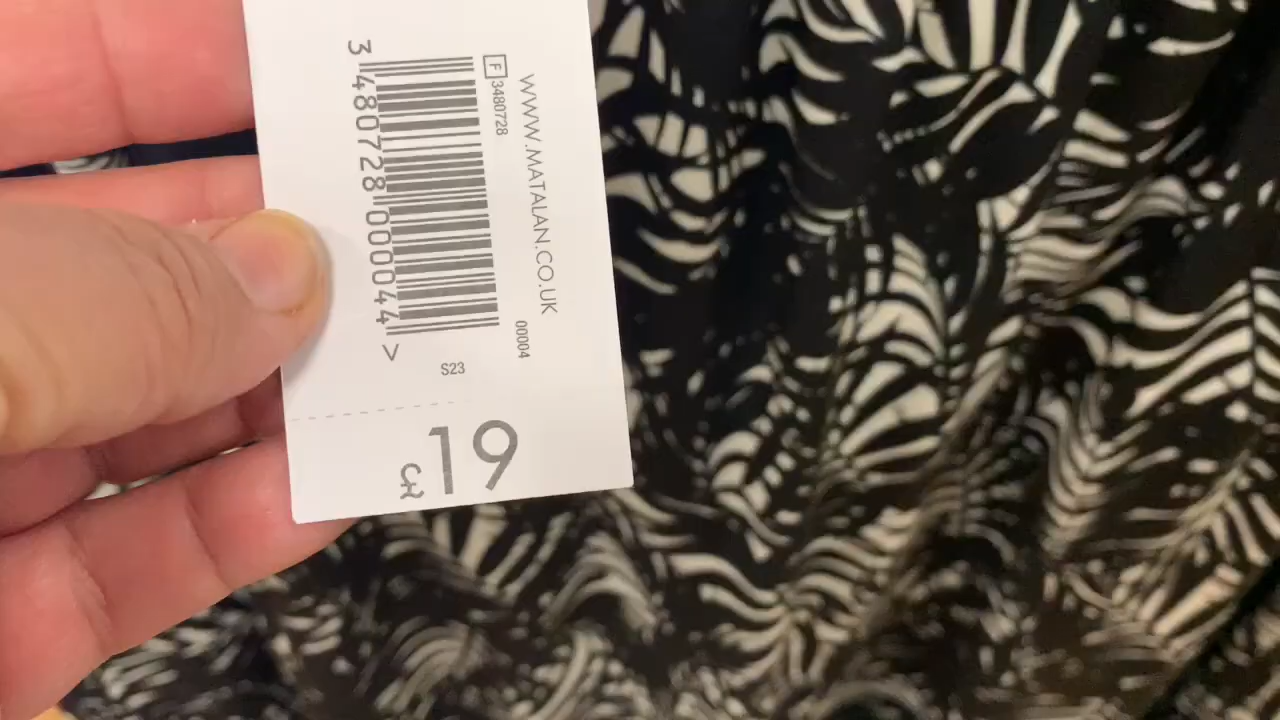 WWW.MATALAN.CO.UK
F 3480728
00004
3 480728 000044 >
S23
£19